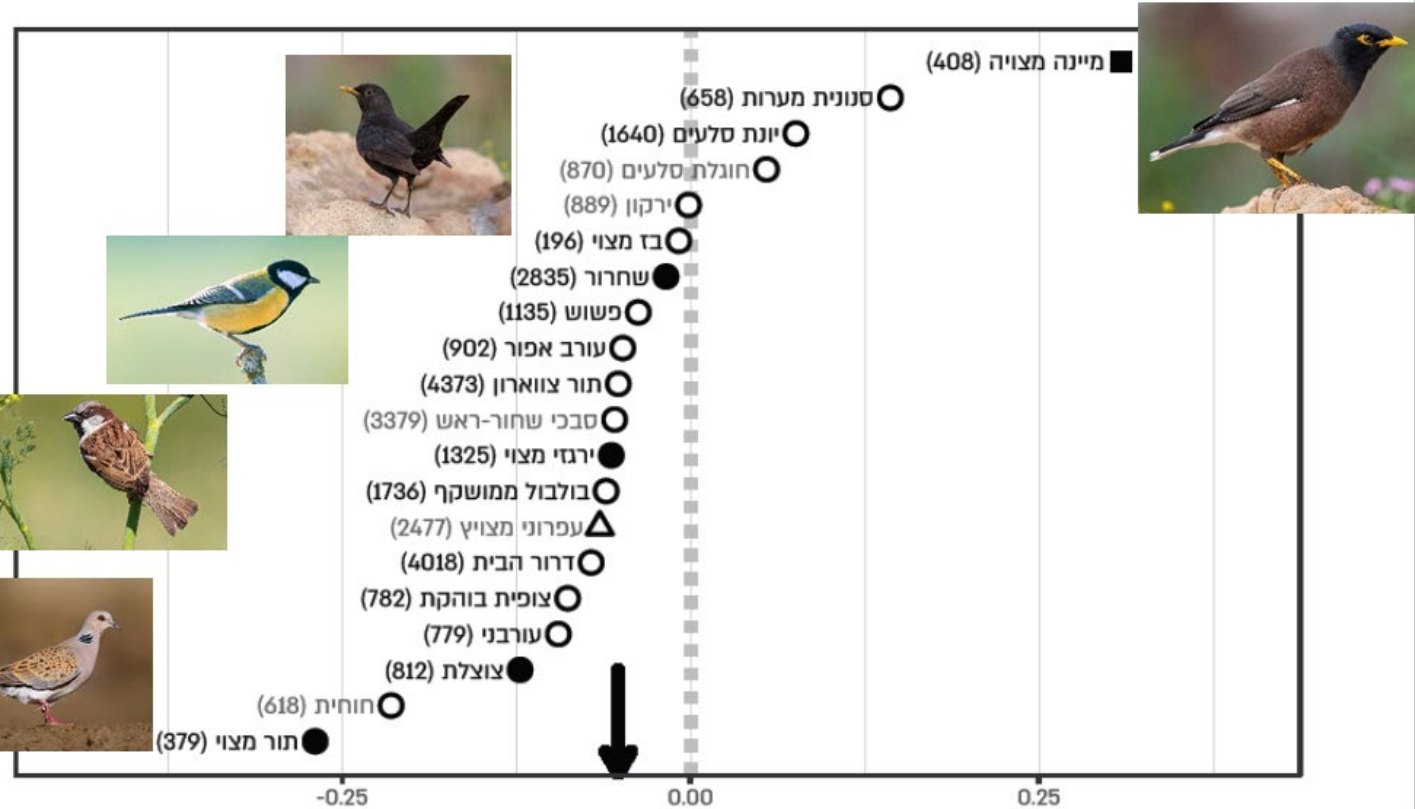 מיינה מצויה (408)
סנונית מערות (658)
יונת סלעים (1640)
חוגלת סלעים (870)
ירקון (889)
בז מצוי (196)
שחרור (2835)
פשוש (1135)
עורב אפור (902)
תור צווארון (4373)
סבכי שחור-ראש (3379)
ירגזי מצוי (1325)
בולבול ממושקף (1736)
עפרוני מצויץ (2477)
דרור הבית (4018)
צופית בוהקת (782)
עורבני (779)
צוצלת (812)
חוחית (618)
תור מצוי (379)
-0.25 0.00 0.25